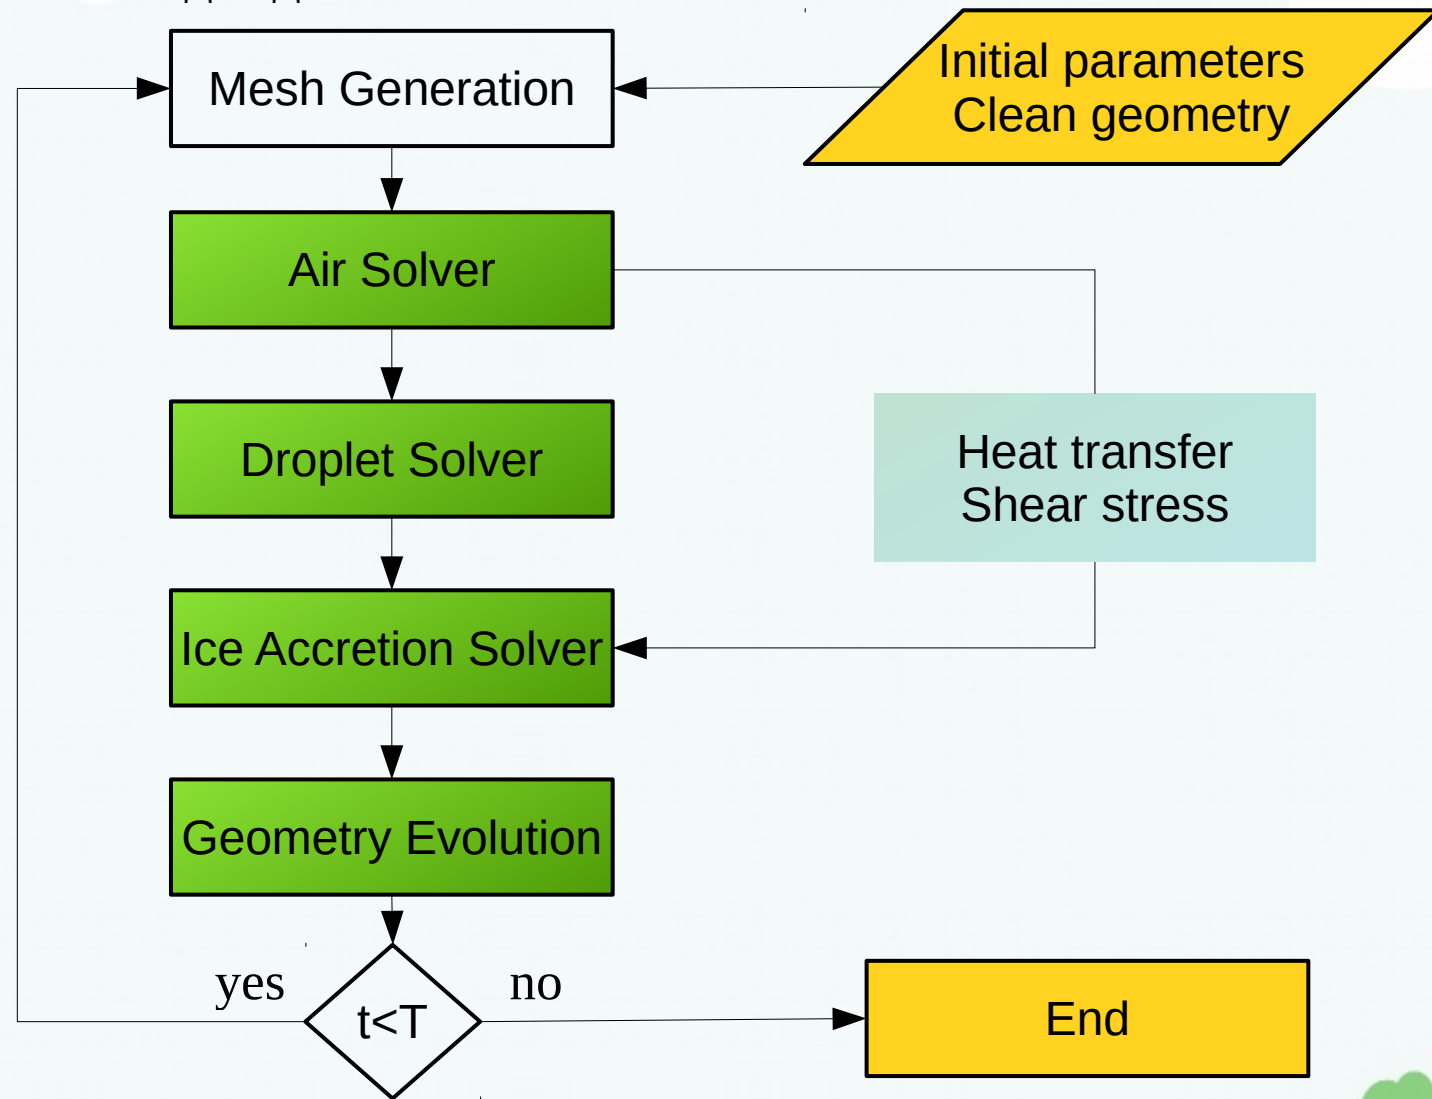 Initial parameters
Clean geometry
Mesh Generation
Air Solver
Heat transfer
Shear stress
Droplet Solver
Ice Accretion Solver
Geometry Evolution
yes
no
t<T
End